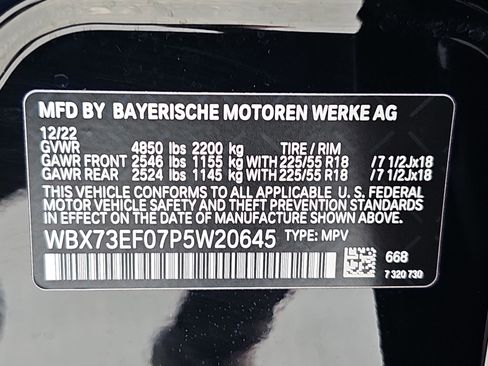 MFD BY BAYERISCHE MOTOREN WERKE AG
12/22
GVWR 4850 lbs 2200 kg TIRE / RIM
GAWR FRONT 2546 lbs 1155 kg WITH 225/55 R18 /7 1/2Jx18
GAWR REAR 2524 lbs 1145 kg WITH 225/55 R18 /7 1/2Jx18
THIS VEHICLE CONFORMS TO ALL APPLICABLE U. S. FEDERAL
MOTOR VEHICLE SAFETY AND THEFT PREVENTION STANDARDS
IN EFFECT ON THE DATE OF MANUFACTURE SHOWN ABOVE.
WBX73EF07P5W20645 TYPE: MPV
668
7 320 730